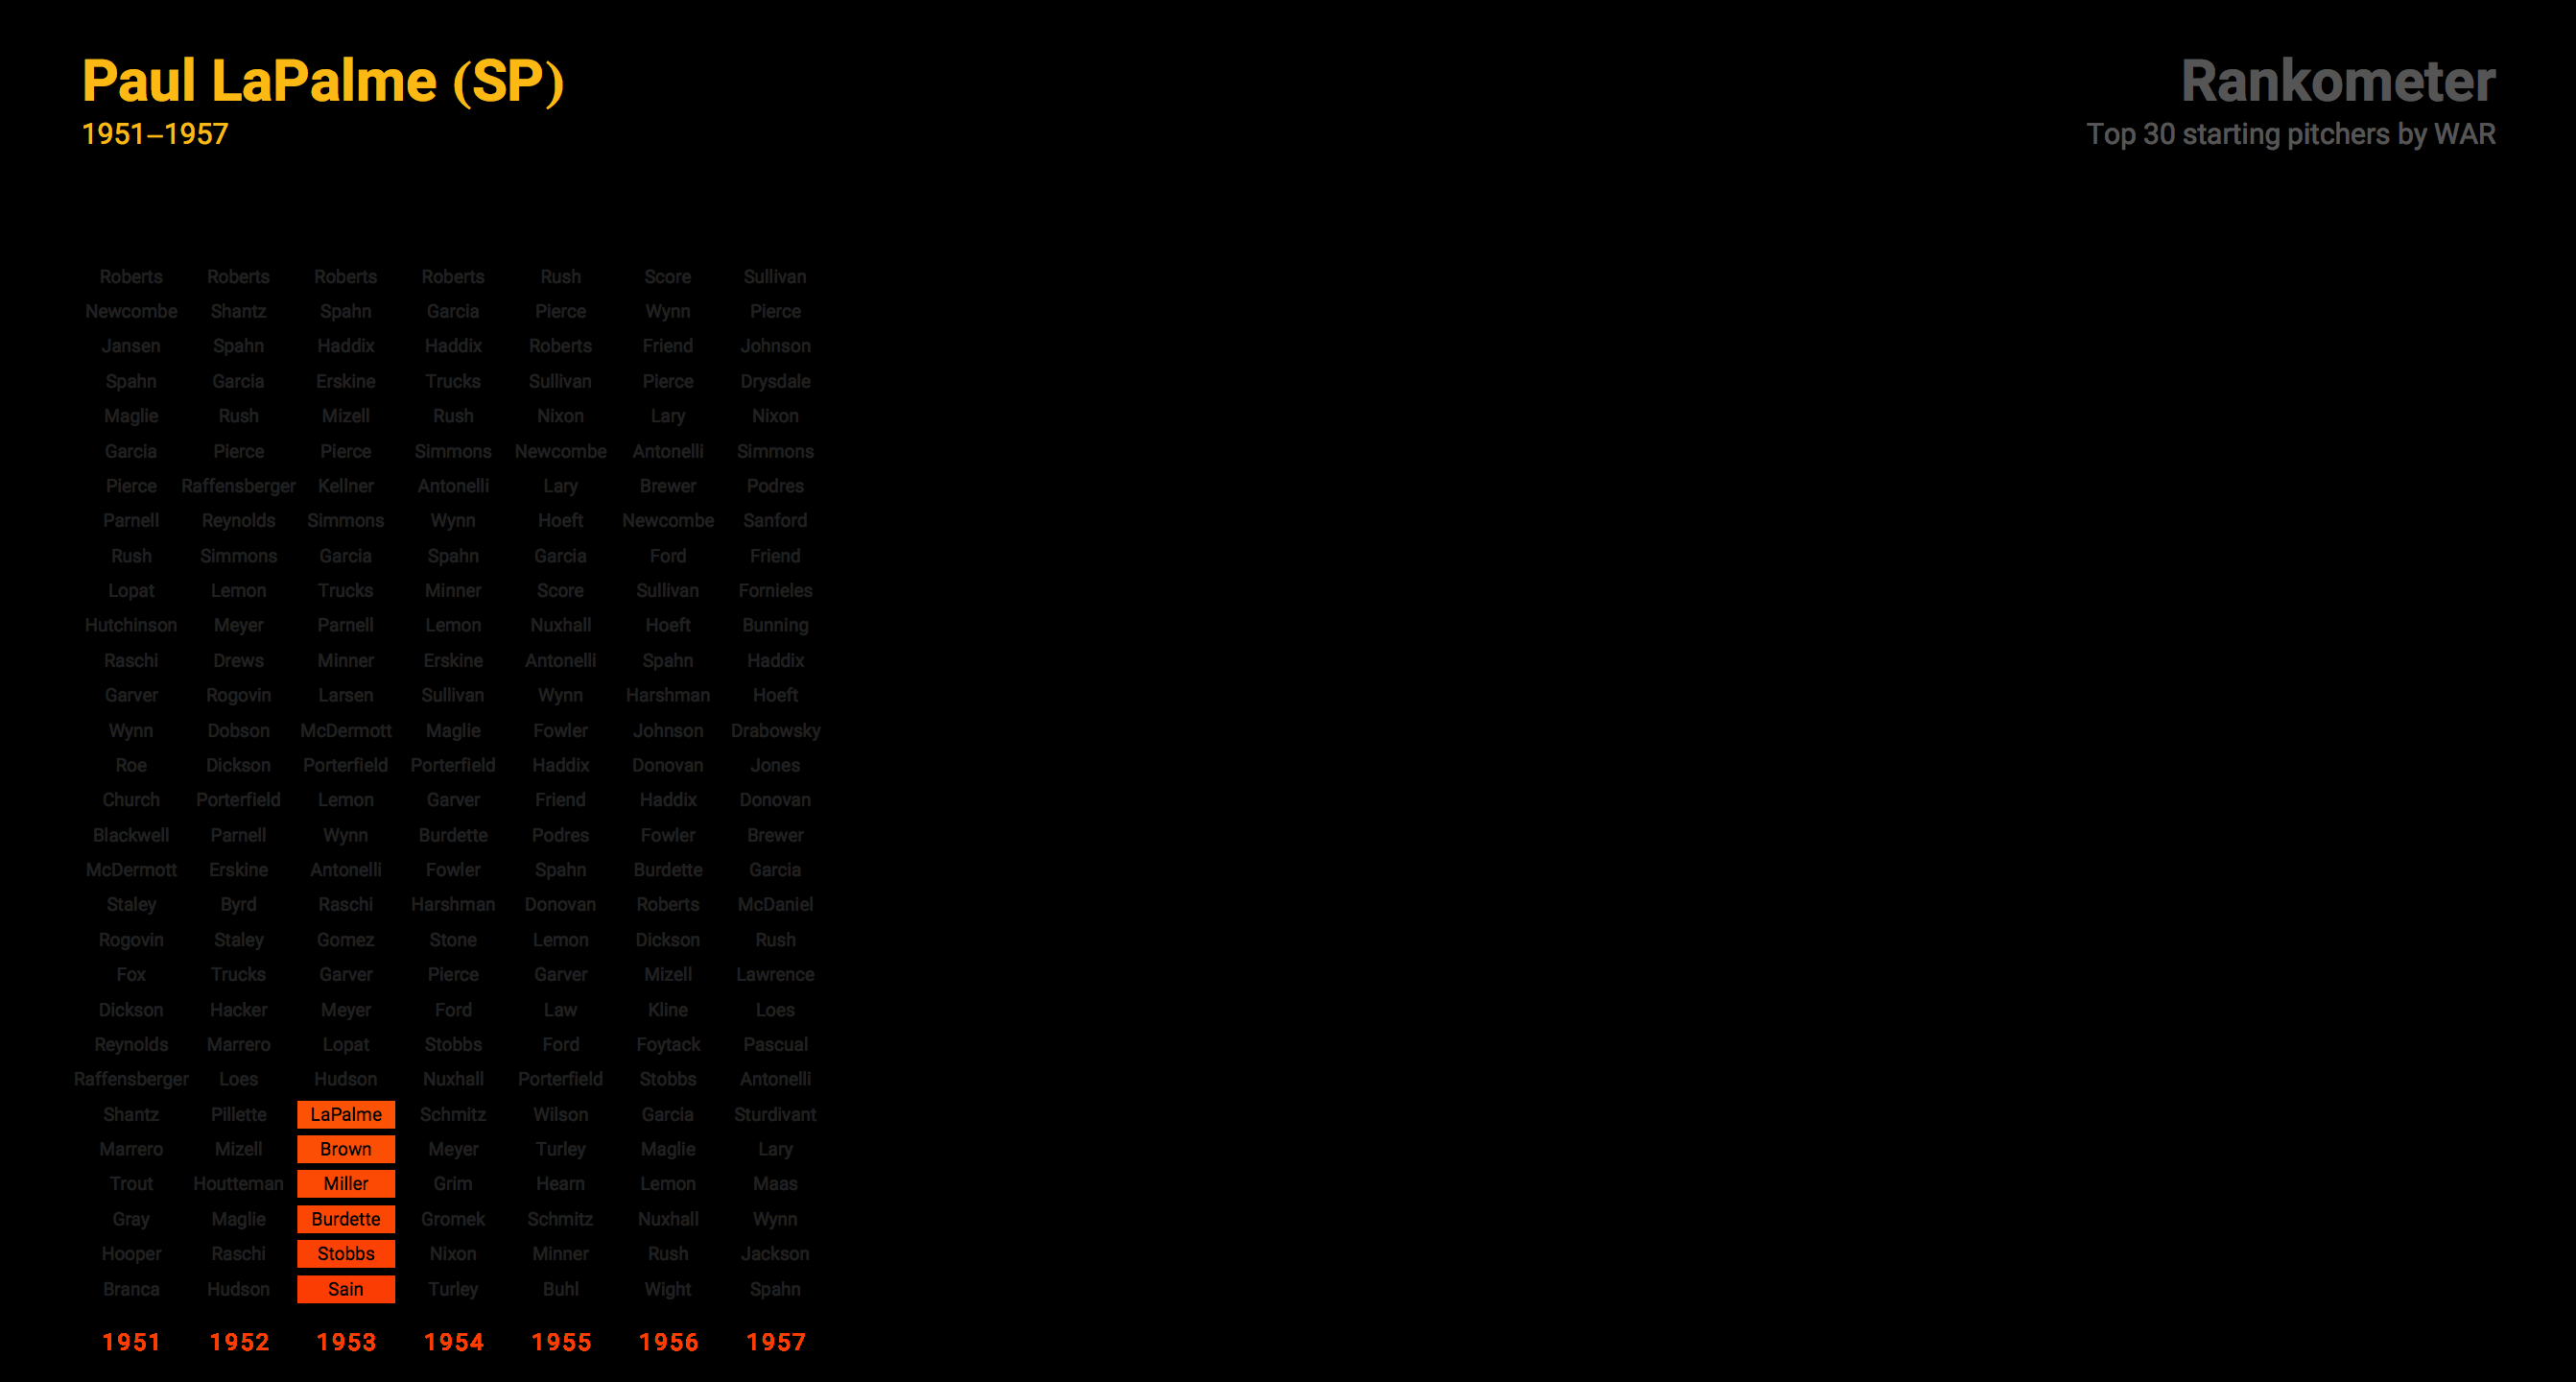 Paul LaPalme (SP)
1951–1957
Rankometer
Top 30 starting pitchers by WAR
Roberts Roberts Roberts Roberts Rush Score Sullivan
Newcombe Shantz Spahn Garcia Pierce Wynn Pierce
Jansen Spahn Haddix Haddix Roberts Friend Johnson
Spahn Garcia Erskine Trucks Sullivan Pierce Drysdale
Maglie Rush Mizell Rush Nixon Lary Nixon
Garcia Pierce Pierce Simmons Newcombe Antonelli Simmons
Pierce Raffensberger Kellner Antonelli Lary Brewer Podres
Parnell Reynolds Simmons Wynn Hoeft Newcombe Sanford
Rush Simmons Garcia Spahn Garcia Ford Friend
Lopat Lemon Trucks Minner Score Sullivan Fornieles
Hutchinson Meyer Parnell Lemon Nuxhall Hoeft Bunning
Raschi Drews Minner Erskine Antonelli Spahn Haddix
Garver Rogovin Larsen Sullivan Wynn Harshman Hoeft
Wynn Dobson McDermott Maglie Fowler Johnson Drabowsky
Roe Dickson Porterfield Porterfield Haddix Donovan Jones
Church Porterfield Lemon Garver Friend Haddix Donovan
Blackwell Parnell Wynn Burdette Podres Fowler Brewer
McDermott Erskine Antonelli Fowler Spahn Burdette Garcia
Staley Byrd Raschi Harshman Donovan Roberts McDaniel
Rogovin Staley Gomez Stone Lemon Dickson Rush
Fox Trucks Garver Pierce Garver Mizell Lawrence
Dickson Hacker Meyer Ford Law Kline Loes
Reynolds Marrero Lopat Stobbs Ford Foytack Pascual
Raffensberger Loes Hudson Nuxhall Porterfield Stobbs Antonelli
Shantz Pillette LaPalme Schmitz Wilson Garcia Sturdivant
Marrero Mizell Brown Meyer Turley Maglie Lary
Trout Houtteman Miller Grim Hearn Lemon Maas
Gray Maglie Burdette Gromek Schmitz Nuxhall Wynn
Hooper Raschi Stobbs Nixon Minner Rush Jackson
Branca Hudson Sain Turley Buhl Wight Spahn
1951 1952 1953 1954 1955 1956 1957